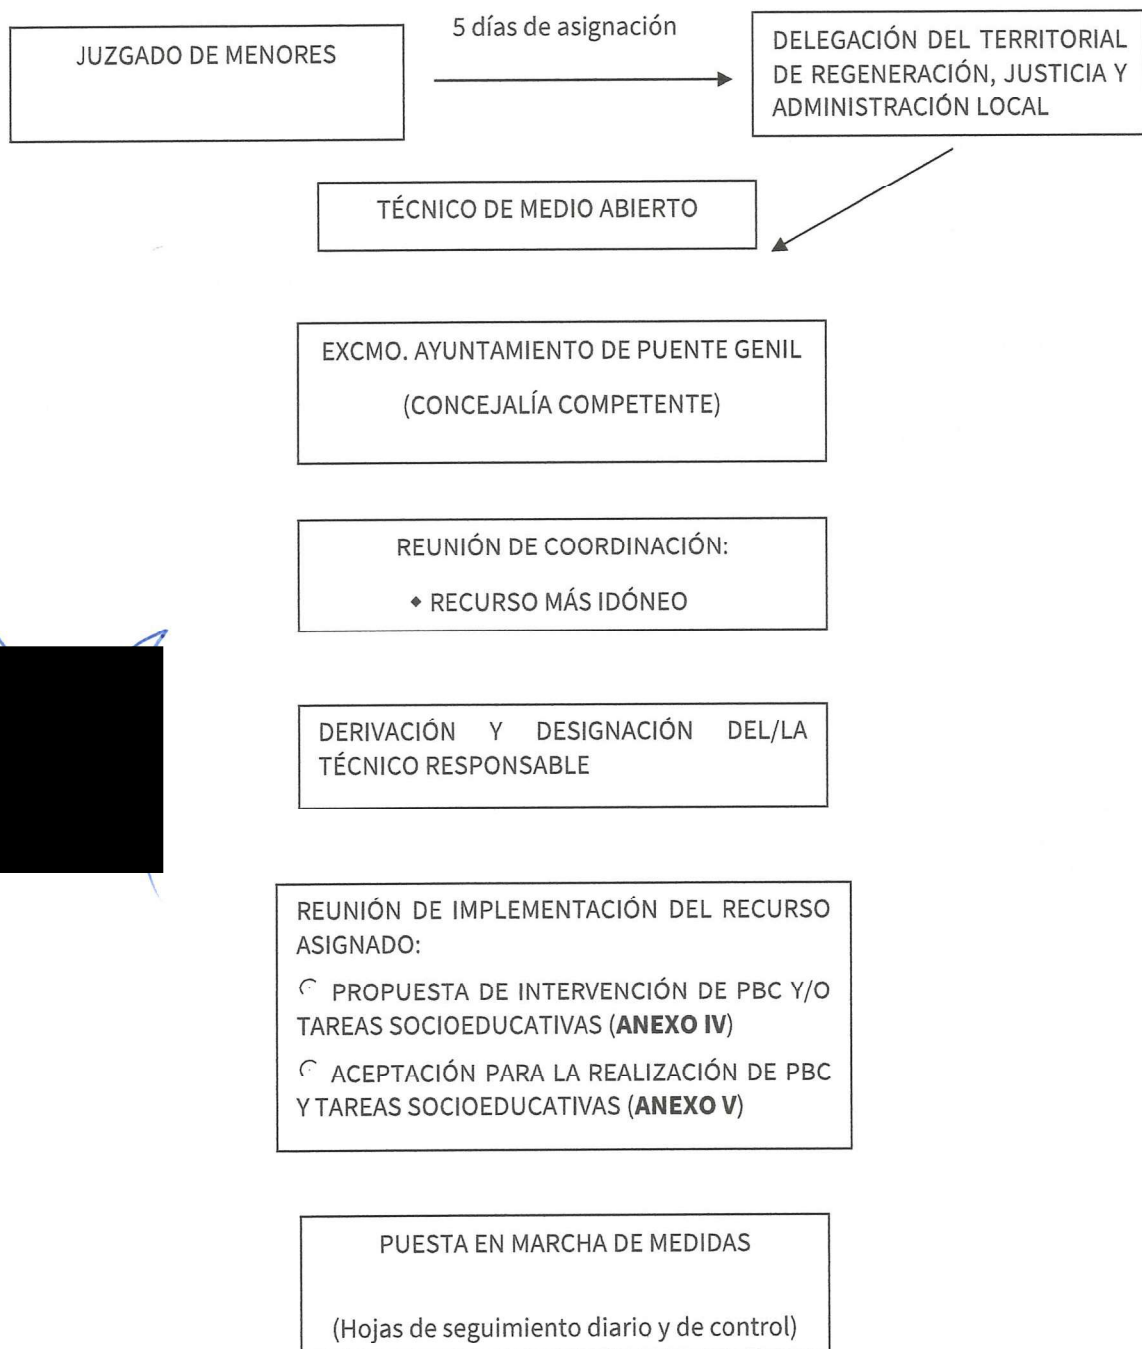 JUZGADO DE MENORES
5 días de asignación
DELEGACIÓN DEL TERRITORIAL
DE REGENERACIÓN, JUSTICIA Y
ADMINISTRACIÓN LOCAL
TÉCNICO DE MEDIO ABIERTO
EXCMO. AYUNTAMIENTO DE PUENTE GENIL
(CONCEJALÍA COMPETENTE)
REUNIÓN DE COORDINACIÓN:
◆ RECURSO MÁS IDÓNEO
DERIVACIÓN Y DESIGNACIÓN DEL/LA
TÉCNICO RESPONSABLE
REUNIÓN DE IMPLEMENTACIÓN DEL RECURSO
ASIGNADO:
PROPUESTA DE INTERVENCIÓN DE PBC Y/O
TAREAS SOCIOEDUCATIVAS (ANEXO IV)
ACEPTACIÓN PARA LA REALIZACIÓN DE PBC
Y TAREAS SOCIOEDUCATIVAS (ANEXO V)
PUESTA EN MARCHA DE MEDIDAS
(Hojas de seguimiento diario y de control)